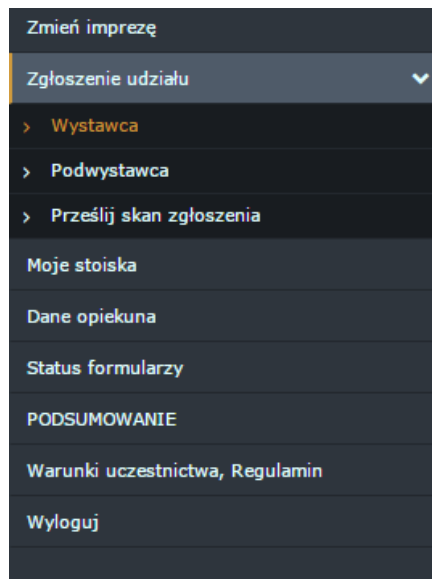 Zmień imprezę
Zgłoszenie udziału
Wystawca
Podwystawca
Prześlij skan zgłoszenia
Moje stoiska
Dane opiekuna
Status formularzy
PODSUMOWANIE
Warunki uczestnictwa, Regulamin
Wyloguj